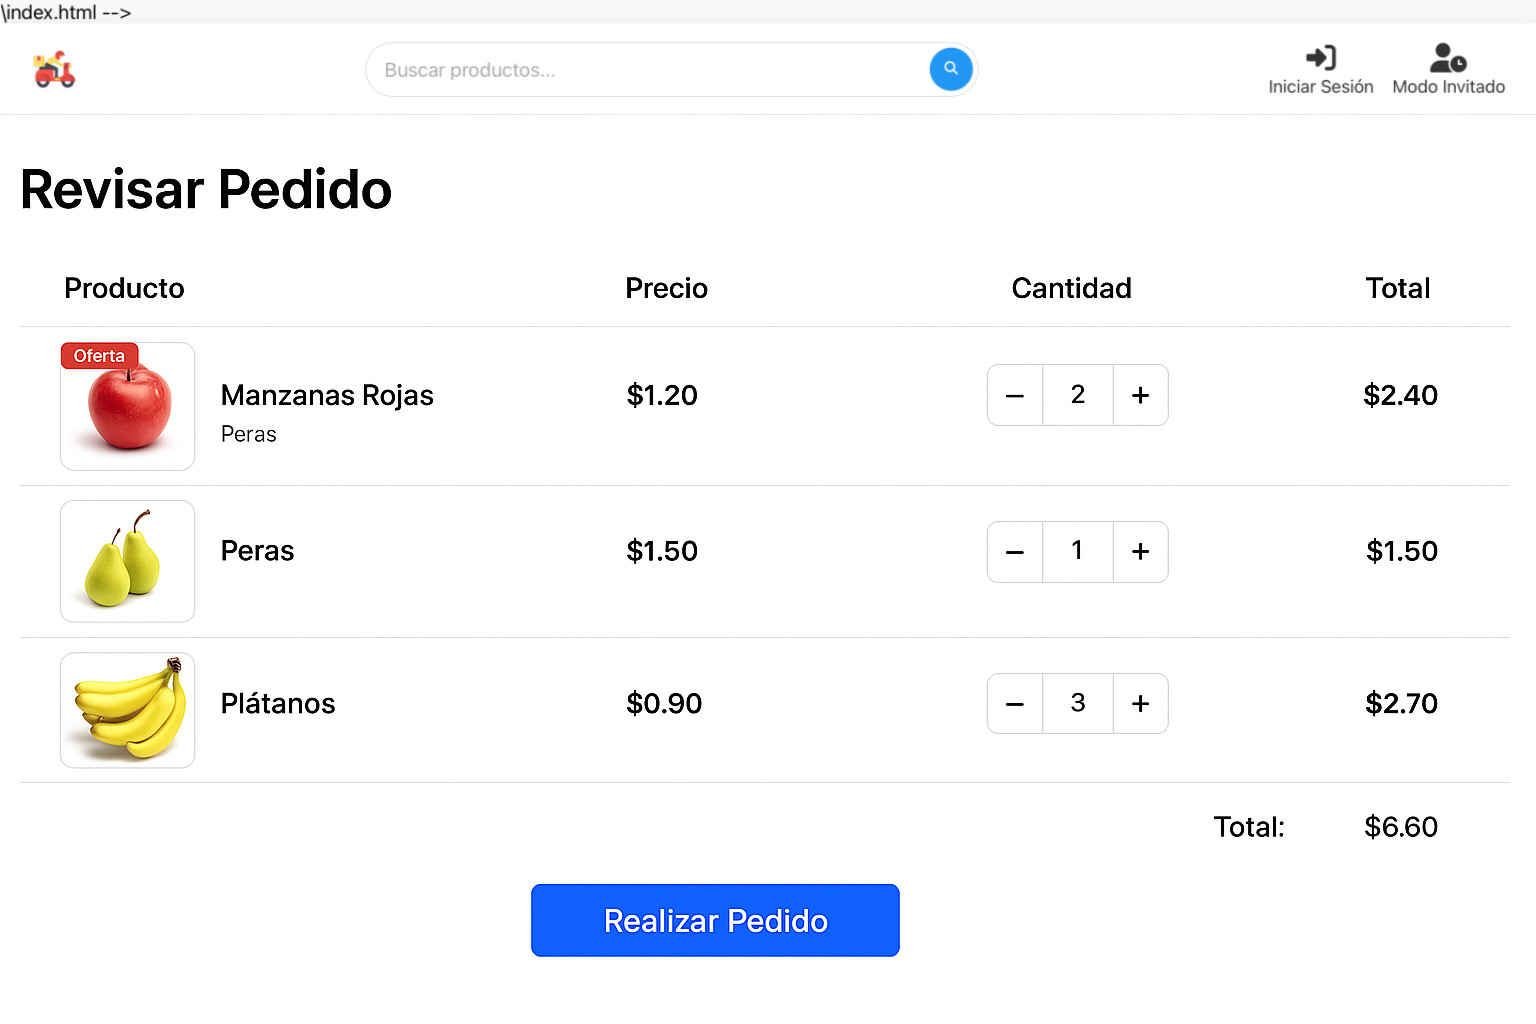 \index.html -->
Buscar productos...
Iniciar Sesión Modo Invitado
Revisar Pedido
Producto Precio Cantidad Total
Oferta
Manzanas Rojas $1.20 − 2 + $2.40
Peras
Peras $1.50 − 1 + $1.50
Plátanos $0.90 − 3 + $2.70
Total: $6.60
Realizar Pedido